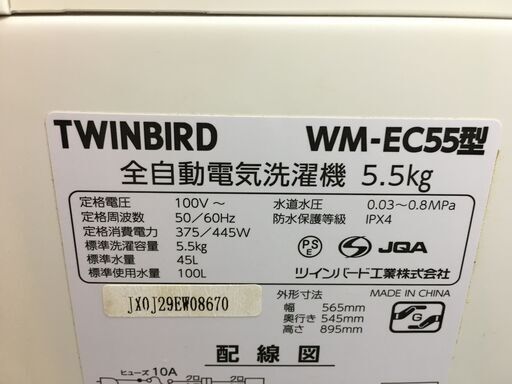 TWINBIRD WM-EC55型
全自動電気洗濯機 5.5kg
定格電圧 100V～
定格周波数 50/60Hz
定格消費電力 375/445W
標準洗濯容量 5.5kg
標準水量 45L
標準使用水量 100L
水道水圧 0.03～0.8MPa
防水保護等級 IPX4
PSE JQA
ツインバード工業株式会社
JX0J29EW08670
外形寸法 MADE IN CHINA
幅 565mm
奥行き 545mm
高さ 895mm
G
配線図
ヒューズ10A